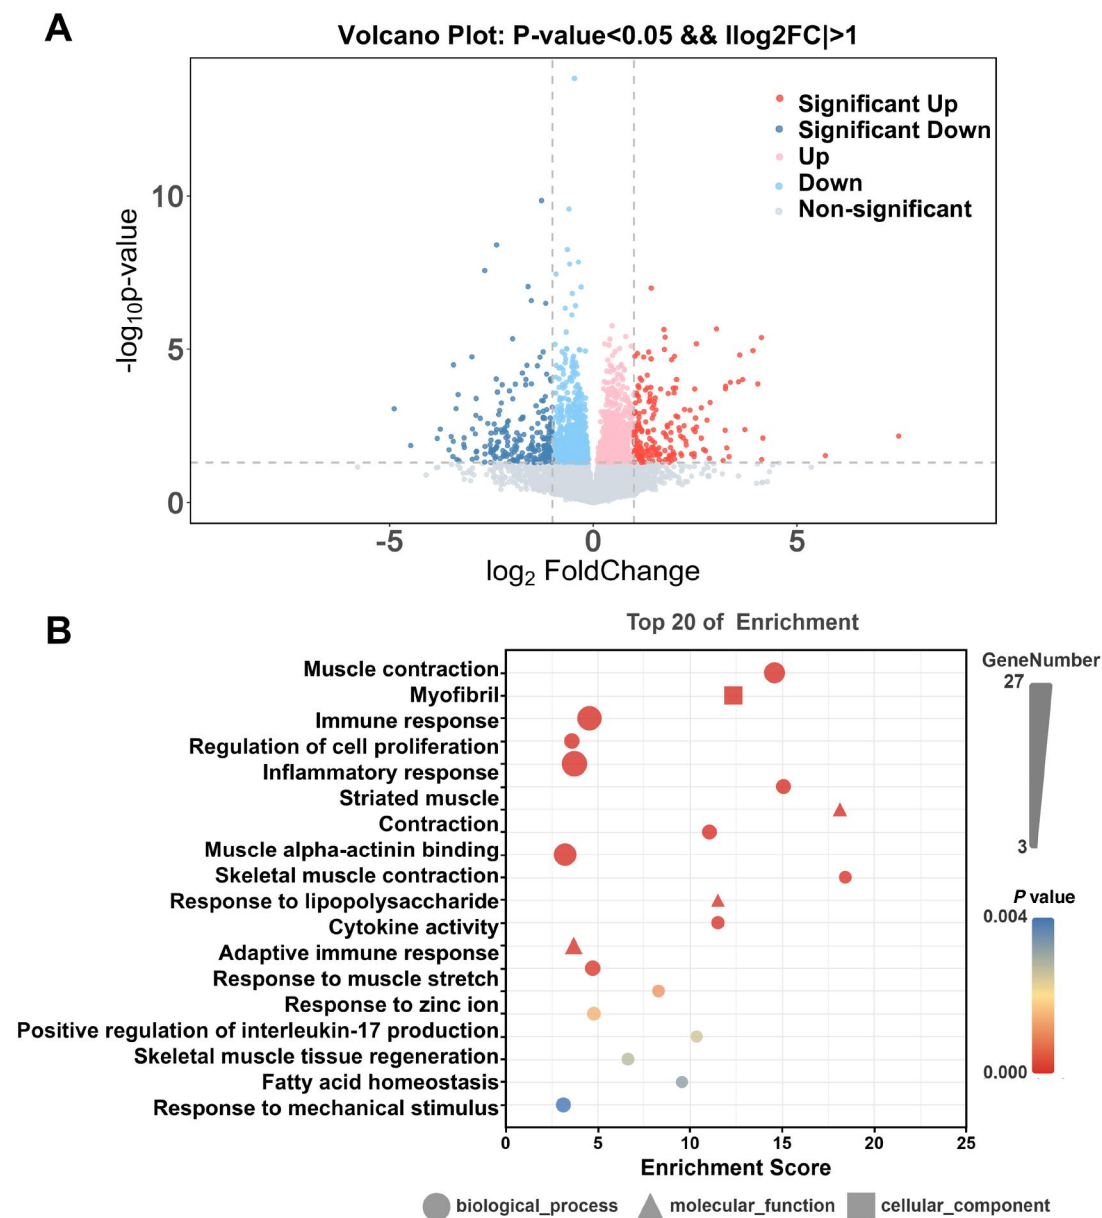 A
Volcano Plot: P-value<0.05 && llog2FC|>1
Significant Up
Significant Down
Up
Down
Non-significant
-log10p-value
10
5
0
-5
0
5
log2 FoldChange
B
Top 20 of Enrichment
Muscle contraction
Myofibril
Immune response
Regulation of cell proliferation
Inflammatory response
Striated muscle
Contraction
Muscle alpha-actinin binding
Skeletal muscle contraction
Response to lipopolysaccharide
Cytokine activity
Adaptive immune response
Response to muscle stretch
Response to zinc ion
Positive regulation of interleukin-17 production
Skeletal muscle tissue regeneration
Fatty acid homeostasis
Response to mechanical stimulus
0
5
10
15
20
25
Enrichment Score
GeneNumber
27
3
P value
0.004
0.000
biological_process
molecular_function
cellular_component